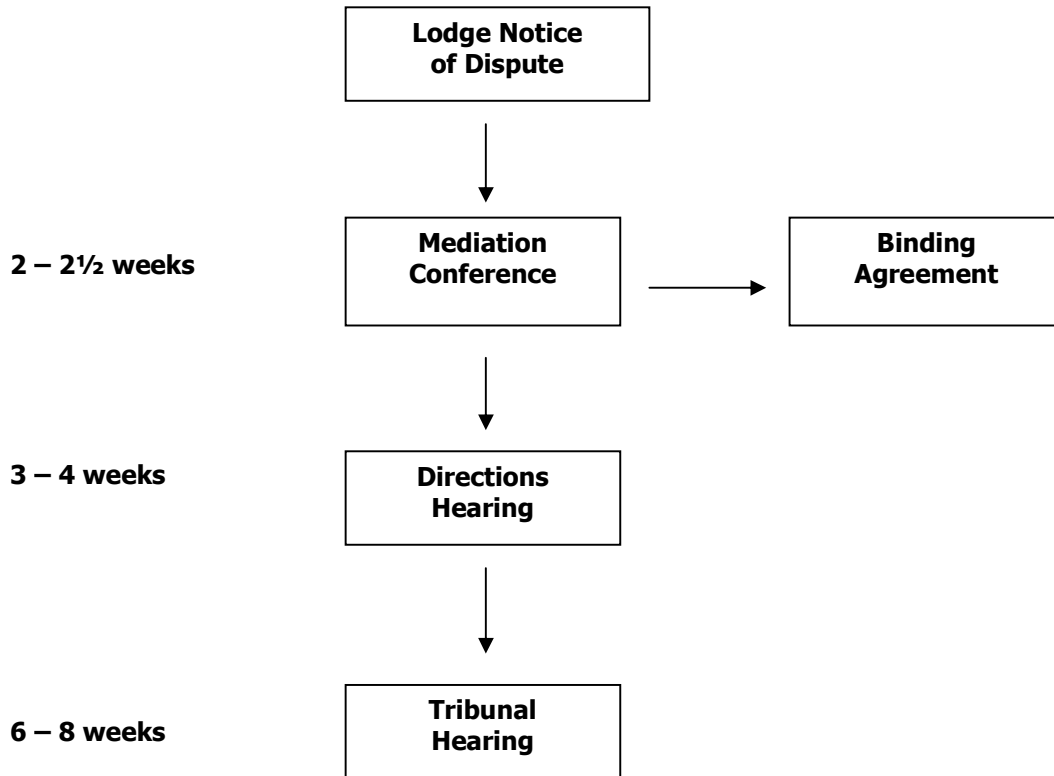 Lodge Notice
of Dispute
2 – 2½ weeks
Mediation
Conference
Binding
Agreement
3 – 4 weeks
Directions
Hearing
6 – 8 weeks
Tribunal
Hearing